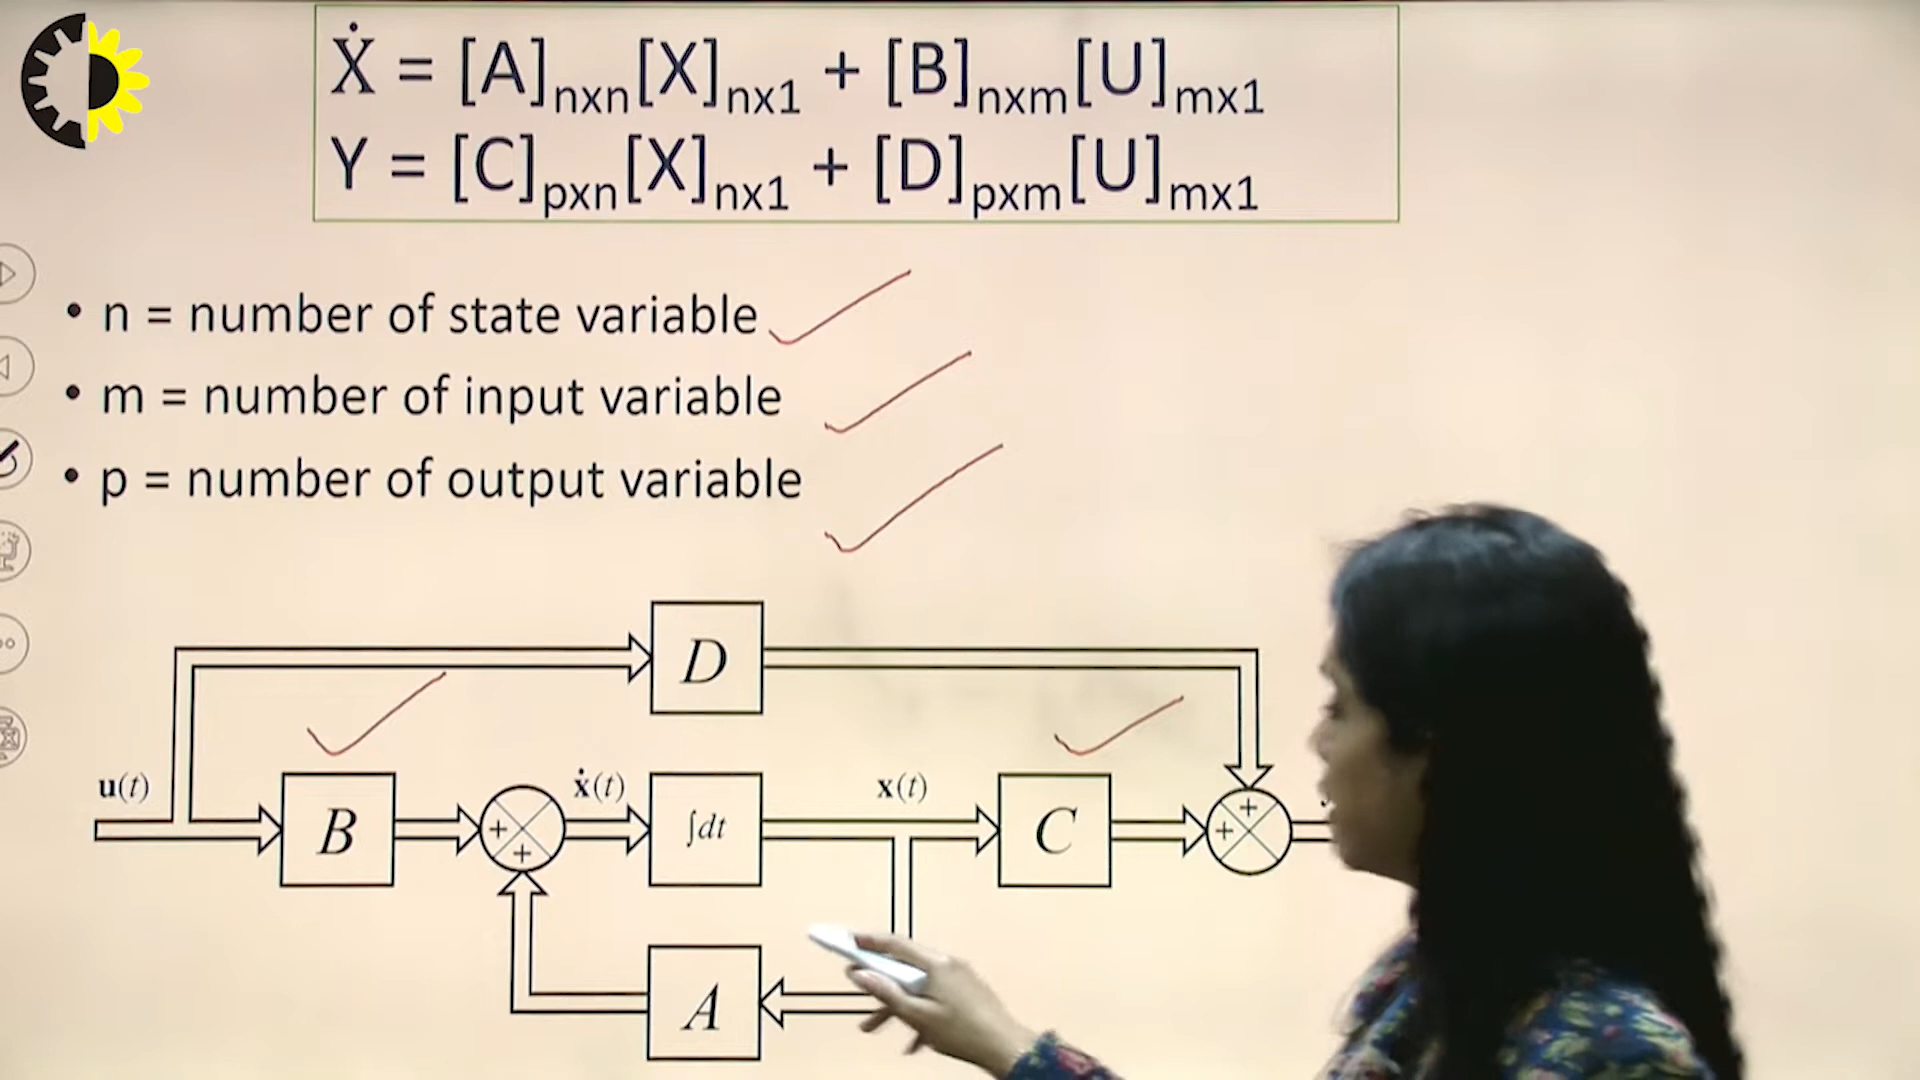 Ẋ = [A]nxn[X]nx1 + [B]nxm[U]mx1
Y = [C]pxn[X]nx1 + [D]pxm[U]mx1
• n = number of state variable
• m = number of input variable
• p = number of output variable
D
u(t)
B
+
+
ẋ(t)
∫dt
x(t)
C
+
+
A